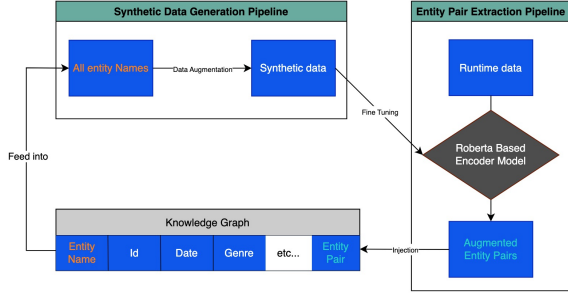 Synthetic Data Generation Pipeline
Entity Pair Extraction Pipeline
All entity Names
Data Augmentation
Synthetic data
Runtime data
Fine Tuning
Roberta Based
Encoder Model
Feed into
Knowledge Graph
Entity
Name
Id
Date
Genre
etc...
Entity
Pair
Injection
Augmented
Entity Pairs